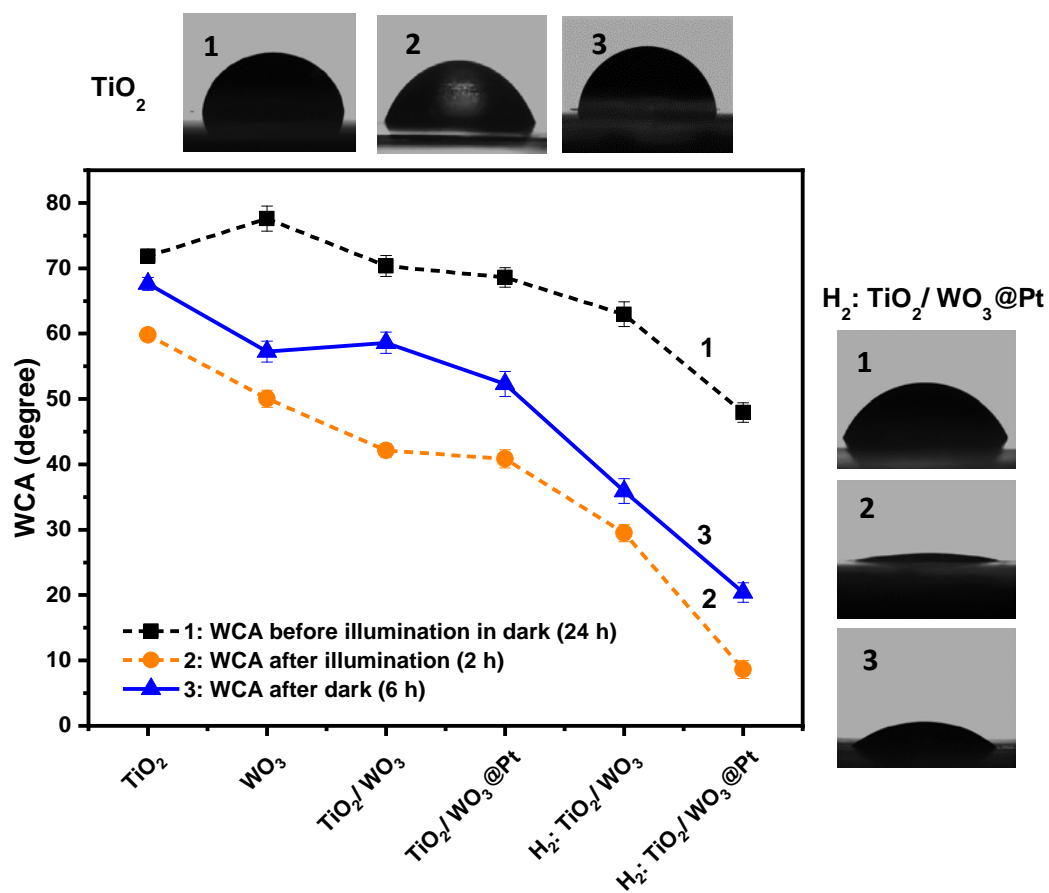 1
2
3
TiO2
80
70
60
50
40
30
20
10
0
WCA (degree)
1
3
2
1: WCA before illumination in dark (24 h)
2: WCA after illumination (2 h)
3: WCA after dark (6 h)
TiO2
WO3
TiO2/ WO3
TiO2/ WO3@Pt
H2: TiO2/ WO3
H2: TiO2/ WO3@Pt
H2: TiO2/ WO3@Pt
1
2
3